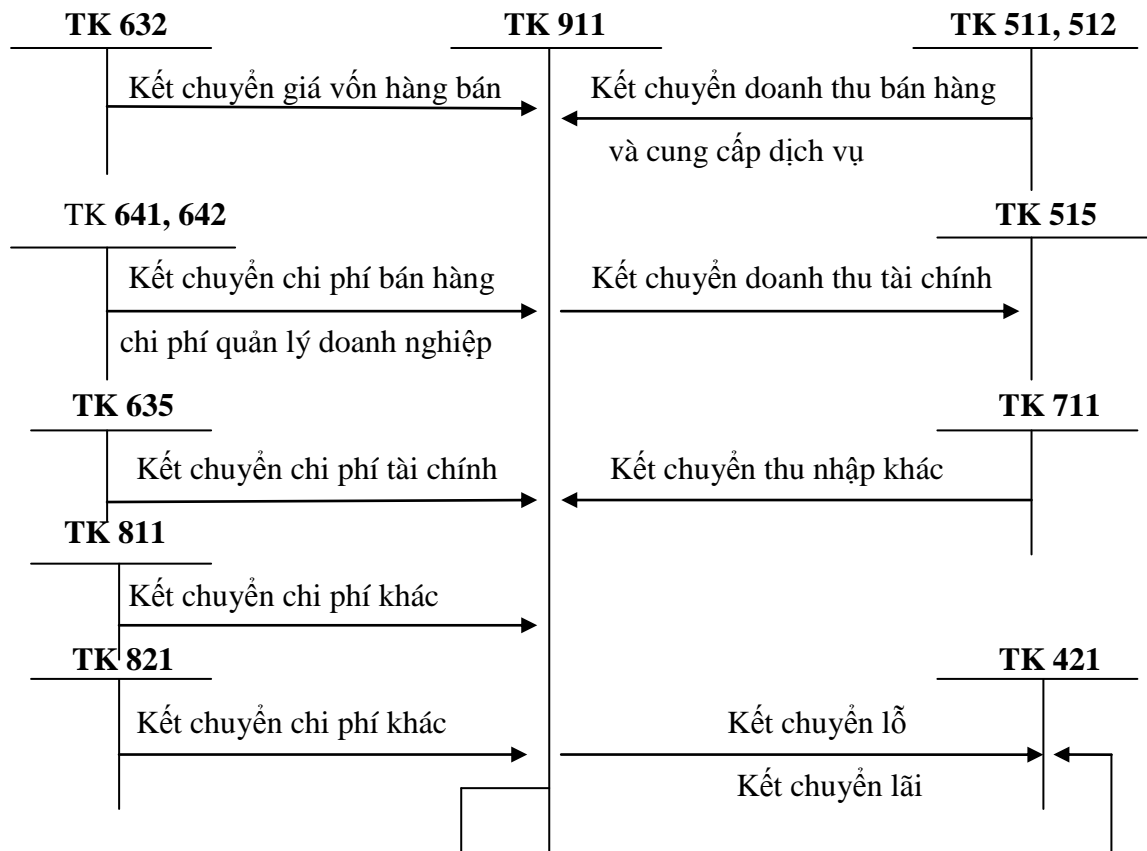 TK 632
TK 911
TK 511, 512
Kết chuyển giá vốn hàng bán
Kết chuyển doanh thu bán hàng
và cung cấp dịch vụ
TK 641, 642
TK 515
Kết chuyển chi phí bán hàng
Kết chuyển doanh thu tài chính
chi phí quản lý doanh nghiệp
TK 635
TK 711
Kết chuyển chi phí tài chính
Kết chuyển thu nhập khác
TK 811
Kết chuyển chi phí khác
TK 821
TK 421
Kết chuyển chi phí khác
Kết chuyển lỗ
Kết chuyển lãi